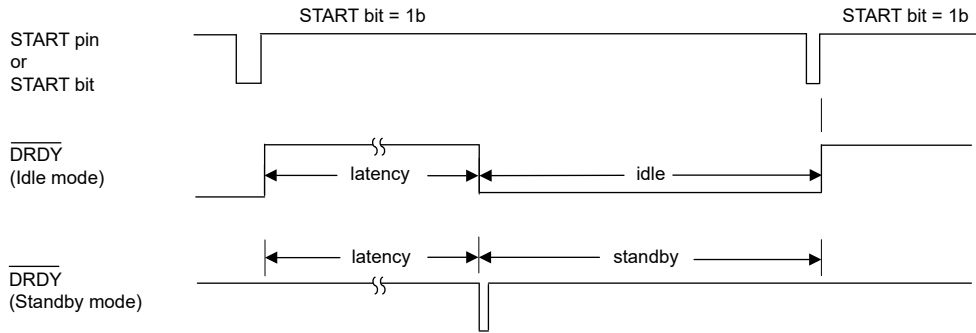 START bit = 1b
START bit = 1b
START pin
or
START bit
DRDY
(Idle mode)
latency
idle
DRDY
(Standby mode)
latency
standby